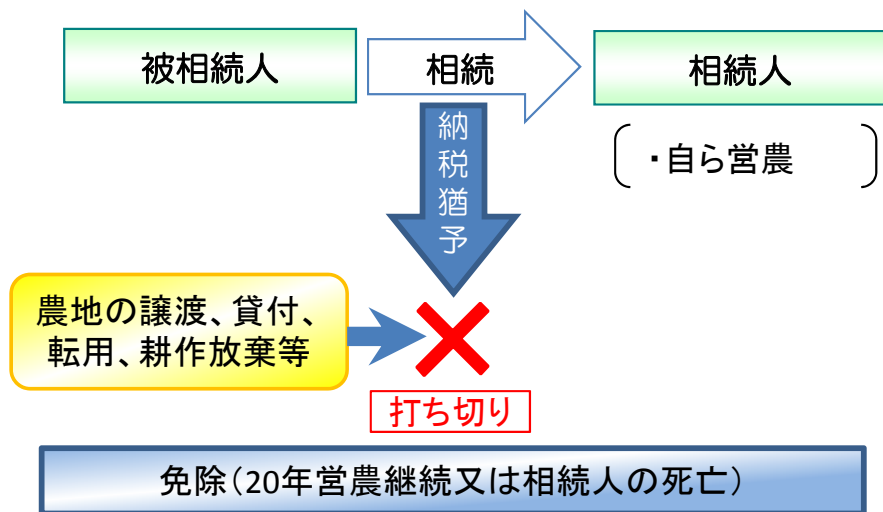 被相続人
相続
相続人
納税猶予
・自ら営農
農地の譲渡、貸付、
転用、耕作放棄等
打ち切り
免除（20年営農継続又は相続人の死亡）